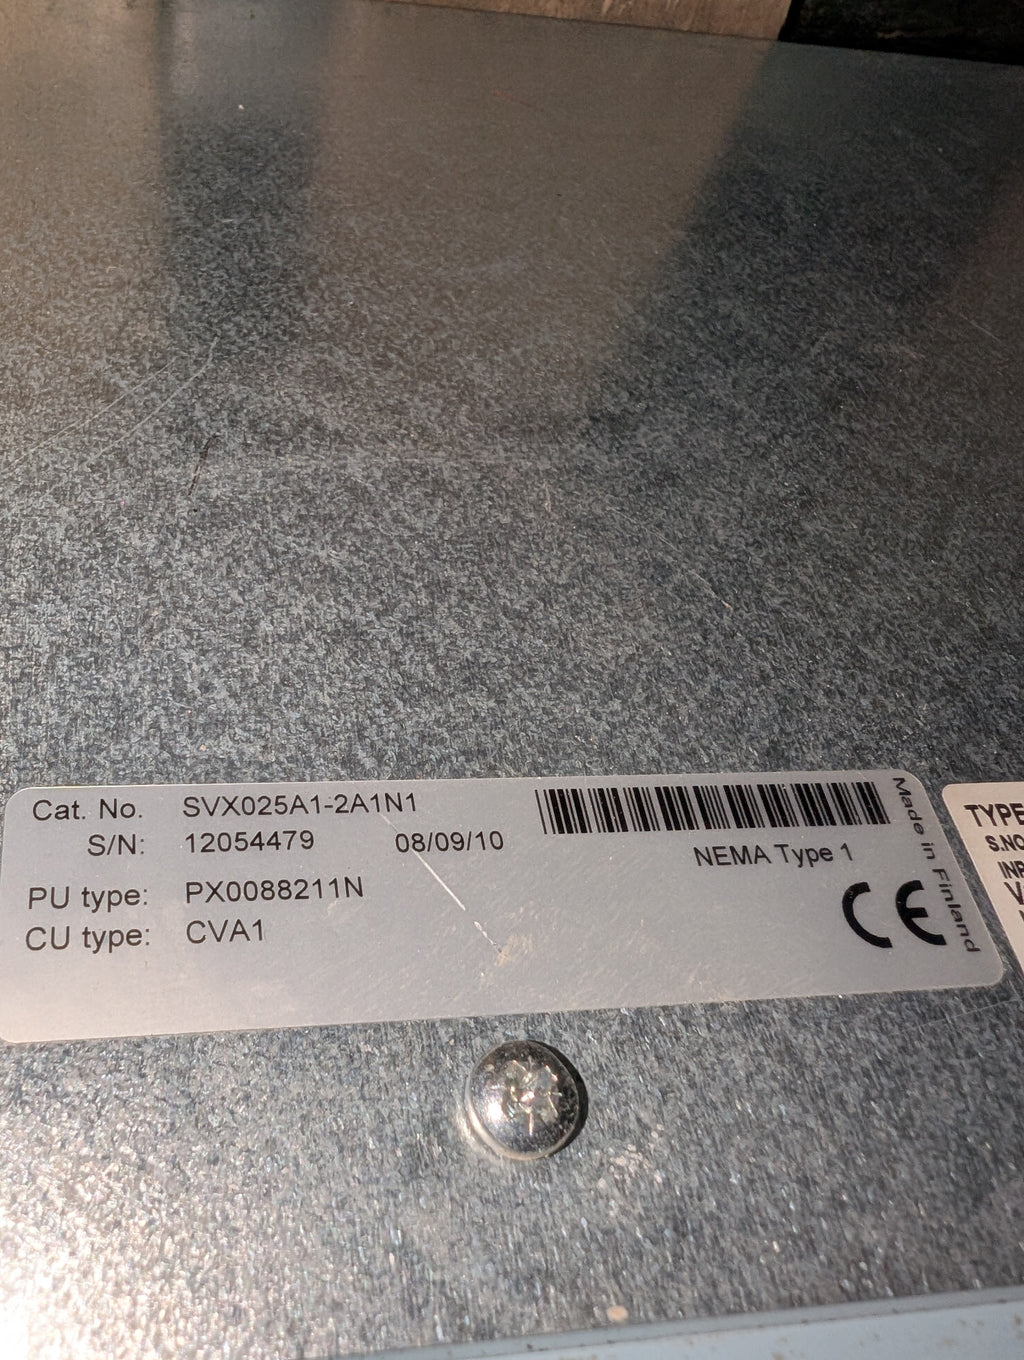 Cat. No. SVX025A1-2A1N1
S/N: 12054479 08/09/10
PU type: PX0088211N
CU type: CVA1
NEMA Type 1
CE
Made in Finland
TYPE
S.NO